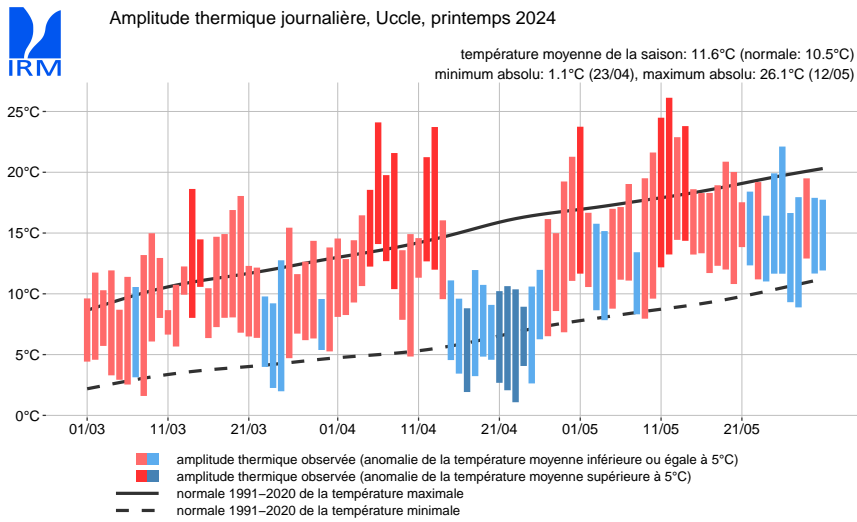 Amplitude thermique journalière, Uccle, printemps 2024
IRM
température moyenne de la saison: 11.6°C (normale: 10.5°C)
minimum absolu: 1.1°C (23/04), maximum absolu: 26.1°C (12/05)
25°C
20°C
15°C
10°C
5°C
0°C
01/03 11/03 21/03 01/04 11/04 21/04 01/05 11/05 21/05
amplitude thermique observée (anomalie de la température moyenne inférieure ou égale à 5°C)
amplitude thermique observée (anomalie de la température moyenne supérieure à 5°C)
normale 1991–2020 de la température maximale
normale 1991–2020 de la température minimale